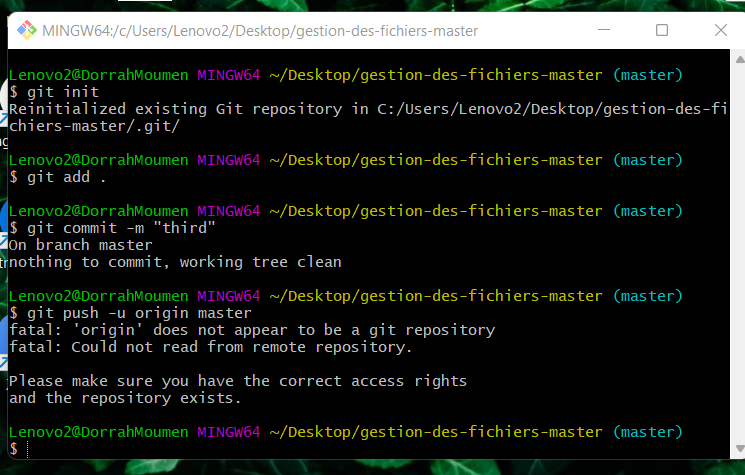 MINGW64:/c/Users/Lenovo2/Desktop/gestion-des-fichiers-master
Lenovo2@DorrahMoumen MINGW64 ~/Desktop/gestion-des-fichiers-master (master)
$ git init
Reinitialized existing Git repository in C:/Users/Lenovo2/Desktop/gestion-des-fi
chiers-master/.git/
Lenovo2@DorrahMoumen MINGW64 ~/Desktop/gestion-des-fichiers-master (master)
$ git add .
Lenovo2@DorrahMoumen MINGW64 ~/Desktop/gestion-des-fichiers-master (master)
$ git commit -m "third"
On branch master
nothing to commit, working tree clean
Lenovo2@DorrahMoumen MINGW64 ~/Desktop/gestion-des-fichiers-master (master)
$ git push -u origin master
fatal: 'origin' does not appear to be a git repository
fatal: Could not read from remote repository.
Please make sure you have the correct access rights
and the repository exists.
Lenovo2@DorrahMoumen MINGW64 ~/Desktop/gestion-des-fichiers-master (master)
$